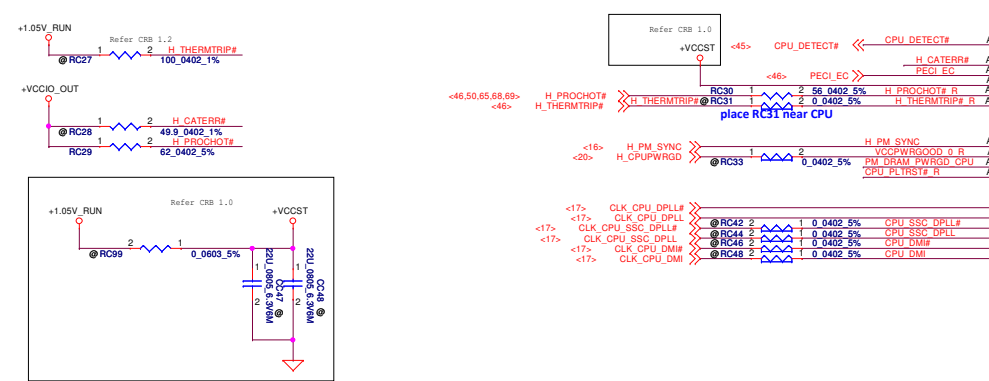 +1.05V_RUN
Refer CRB 1.2
1 2 H_THERMTRIP#
@ RC27 100_0402_1%
+VCCIO_OUT
1 2 H_CATERR#
@ RC28 49.9_0402_1%
1 2 H_PROCHOT#
RC29 62_0402_5%
Refer CRB 1.0
+1.05V_RUN +VCCST
2 1
@ RC99 0_0603_5%
1 2 CC47 @
22U_0805_6.3V6M
1 2 CC48 @
22U_0805_6.3V6M
Refer CRB 1.0
+VCCST
<45> CPU_DETECT# CPU_DETECT#
H_CATERR#
<46> PECI_EC PECI_EC
<46,50,65,68,69> H_PROCHOT# RC30 1 2 56_0402_5% H_PROCHOT#_R
<46> H_THERMTRIP# H_THERMTRIP# @ RC31 1 2 0_0402_5% H_THERMTRIP#_R
place RC31 near CPU
<16> H_PM_SYNC H_PM_SYNC
<20> H_CPUPWRGD @ RC33 1 2 0_0402_5% VCCPWRGOOD_0_R
PM_DRAM_PWRGD_CPU
CPU_PLTRST#_R
<17> CLK_CPU_DPLL#
<17> CLK_CPU_DPLL
<17> CLK_CPU_SSC_DPLL# @ RC42 2 1 0_0402_5% CPU_SSC_DPLL#
<17> CLK_CPU_SSC_DPLL @ RC44 2 1 0_0402_5% CPU_SSC_DPLL
<17> CLK_CPU_DMI# @ RC46 2 1 0_0402_5% CPU_DMI#
<17> CLK_CPU_DMI @ RC48 2 1 0_0402_5% CPU_DMI